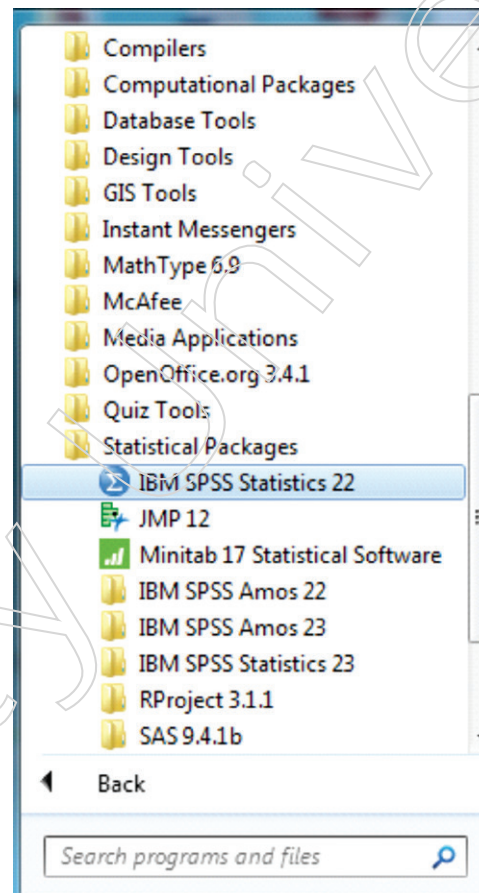 Compilers
Computational Packages
Database Tools
Design Tools
GIS Tools
Instant Messengers
MathType 6.9
McAfee
Media Applications
OpenOffice.org 3.4.1
Quiz Tools
Statistical Packages
IBM SPSS Statistics 22
JMP 12
Minitab 17 Statistical Software
IBM SPSS Amos 22
IBM SPSS Amos 23
IBM SPSS Statistics 23
RProject 3.1.1
SAS 9.4.1b
Back
Search programs and files